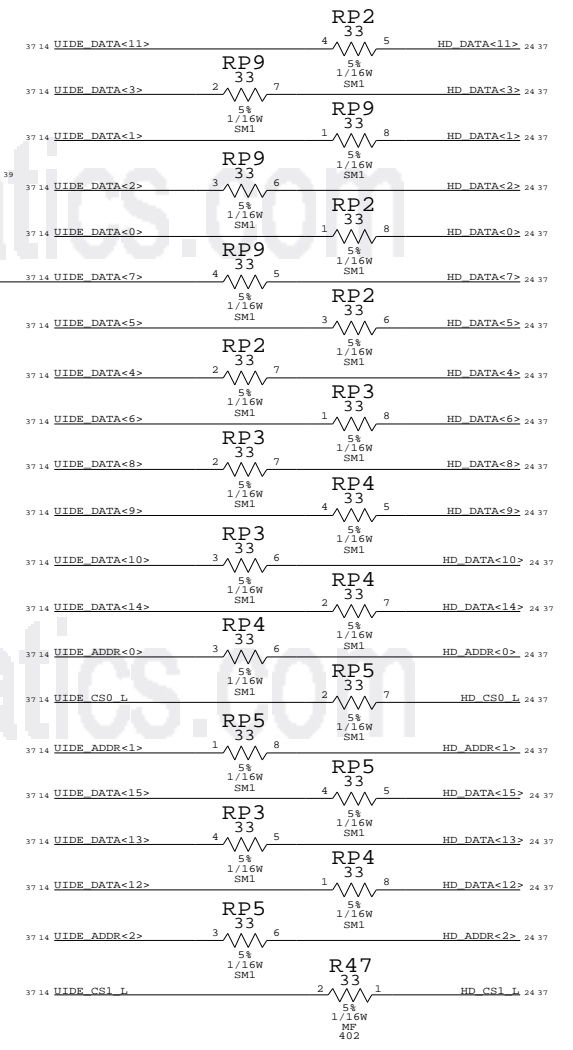 RP2
33
37 14 UIDE_DATA<11> 4 5 HD_DATA<11> 24 37
5%
1/16W
SM1
RP9
33
37 14 UIDE_DATA<3> 2 7 HD_DATA<3> 24 37
5%
1/16W
SM1
RP9
33
37 14 UIDE_DATA<1> 1 8 HD_DATA<1> 24 37
5%
1/16W
SM1
39
RP9
33
37 14 UIDE_DATA<2> 3 6 HD_DATA<2> 24 37
5%
1/16W
SM1
RP2
33
37 14 UIDE_DATA<0> 1 8 HD_DATA<0> 24 37
5%
1/16W
SM1
RP9
33
37 14 UIDE_DATA<7> 4 5 HD_DATA<7> 24 37
5%
1/16W
SM1
RP2
33
37 14 UIDE_DATA<5> 3 6 HD_DATA<5> 24 37
5%
1/16W
SM1
RP2
33
37 14 UIDE_DATA<4> 2 7 HD_DATA<4> 24 37
5%
1/16W
SM1
RP3
33
37 14 UIDE_DATA<6> 1 8 HD_DATA<6> 24 37
5%
1/16W
SM1
RP3
33
37 14 UIDE_DATA<8> 2 7 HD_DATA<8> 24 37
5%
1/16W
SM1
RP4
33
37 14 UIDE_DATA<9> 4 5 HD_DATA<9> 24 37
5%
1/16W
SM1
RP3
33
37 14 UIDE_DATA<10> 3 6 HD_DATA<10> 24 37
5%
1/16W
SM1
RP4
33
37 14 UIDE_DATA<14> 2 7 HD_DATA<14> 24 37
5%
1/16W
SM1
RP4
33
37 14 UIDE_ADDR<0> 3 6 HD_ADDR<0> 24 37
5%
1/16W
SM1
RP5
33
37 14 UIDE_CS0_L 2 7 HD_CS0_L 24 37
5%
1/16W
SM1
RP5
33
37 14 UIDE_ADDR<1> 1 8 HD_ADDR<1> 24 37
5%
1/16W
SM1
RP5
33
37 14 UIDE_DATA<15> 4 5 HD_DATA<15> 24 37
5%
1/16W
SM1
RP3
33
37 14 UIDE_DATA<13> 4 5 HD_DATA<13> 24 37
5%
1/16W
SM1
RP4
33
37 14 UIDE_DATA<12> 1 8 HD_DATA<12> 24 37
5%
1/16W
SM1
RP5
33
37 14 UIDE_ADDR<2> 3 6 HD_ADDR<2> 24 37
5%
1/16W
SM1
R47
33
37 14 UIDE_CS1_L 2 1 HD_CS1_L 24 37
5%
1/16W
MF
402
atics.com
atics.com